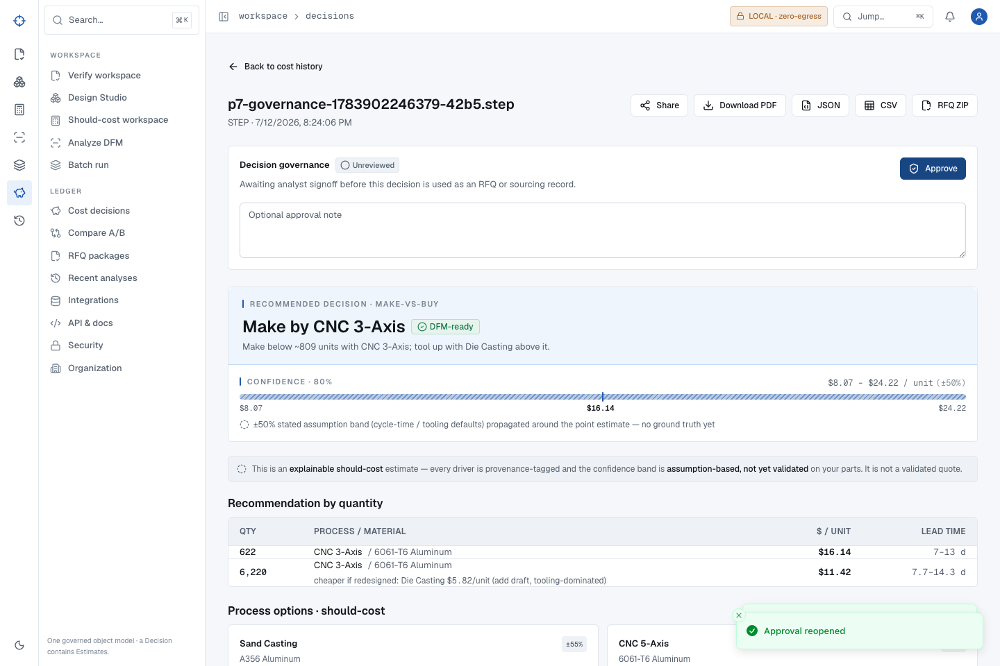 Search...
⌘ K
WORKSPACE
Verify workspace
Design Studio
Should-cost workspace
Analyze DFM
Batch run
LEDGER
Cost decisions
Compare A/B
RFQ packages
Recent analyses
Integrations
API & docs
Security
Organization
One governed object model · a Decision
contains Estimates.
workspace > decisions
LOCAL · zero-egress
Jump...
⌘K
Back to cost history
p7-governance-1783902246379-42b5.step
STEP · 7/12/2026, 8:24:06 PM
Share
Download PDF
JSON
CSV
RFQ ZIP
Decision governance
Unreviewed
Approve
Awaiting analyst signoff before this decision is used as an RFQ or sourcing record.
Optional approval note
RECOMMENDED DECISION · MAKE-VS-BUY
Make by CNC 3-Axis
DFM-ready
Make below ~809 units with CNC 3-Axis; tool up with Die Casting above it.
CONFIDENCE · 80%
$8.07 – $24.22 / unit (±50%)
$8.07
$16.14
$24.22
±50% stated assumption band (cycle-time / tooling defaults) propagated around the point estimate — no ground truth yet
This is an explainable should-cost estimate — every driver is provenance-tagged and the confidence band is assumption-based, not yet validated on your parts. It is not a validated quote.
Recommendation by quantity
QTY PROCESS / MATERIAL $ / UNIT LEAD TIME
622 CNC 3-Axis / 6061-T6 Aluminum $16.14 7–13 d
6,220 CNC 3-Axis / 6061-T6 Aluminum $11.42 7.7–14.3 d
cheaper if redesigned: Die Casting $5.82/unit (add draft, tooling-dominated)
Process options · should-cost
Sand Casting
±55%
A356 Aluminum
CNC 5-Axis
6061-T6 Aluminum
Approval reopened